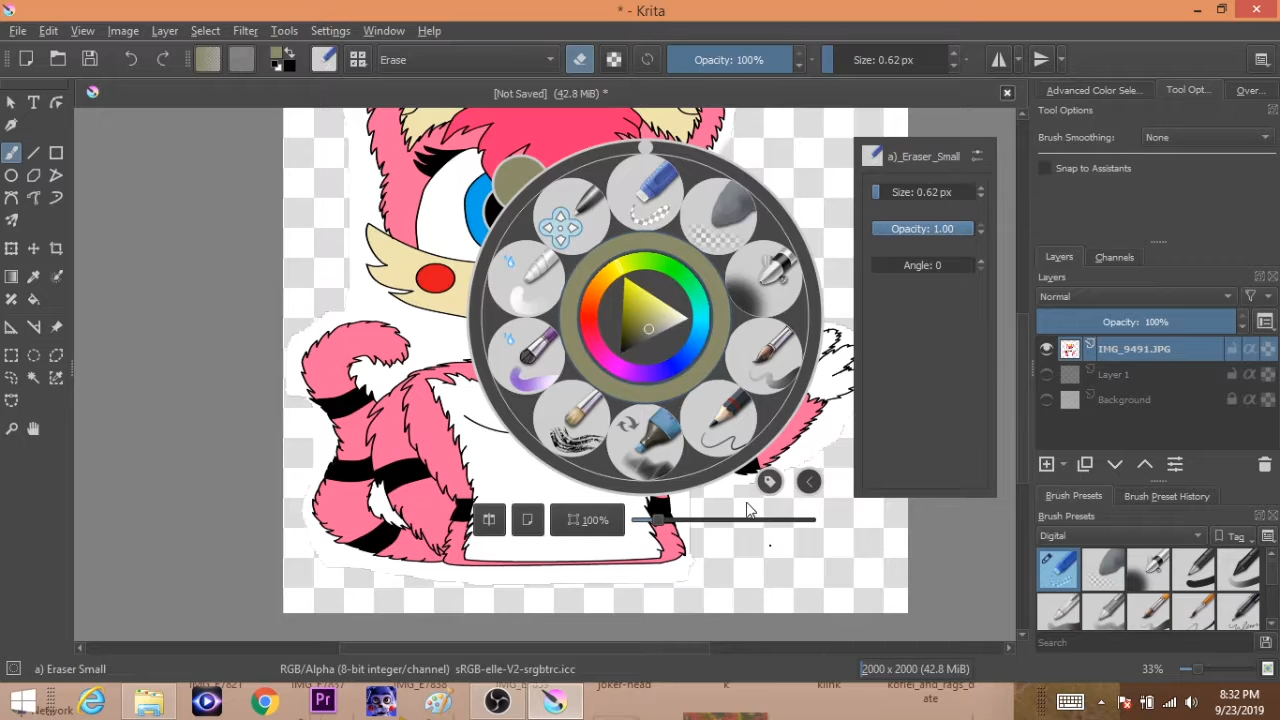 * - Krita
File Edit View Image Layer Select Filter Tools Settings Window Help
Erase
Opacity: 100%
Size: 0.62 px
[Not Saved] (42.8 MiB) *
Advanced Color Sele...
Tool Opt...
Over...
Tool Options
Brush Smoothing: None
Snap to Assistants
a)_Eraser_Small
Size: 0.62 px
Opacity: 1.00
Angle: 0
Layers Channels
Layers
Normal
Opacity: 100%
IMG_9491.JPG
Layer 1
Background
100%
Brush Presets Brush Preset History
Brush Presets
Digital
Tag
Search
a) Eraser Small
RGB/Alpha (8-bit integer/channel) sRGB-elle-V2-srgbtrc.icc
2000 x 2000 (42.8 MiB)
33%
joker-head
Network
ate
8:32 PM
9/23/2019